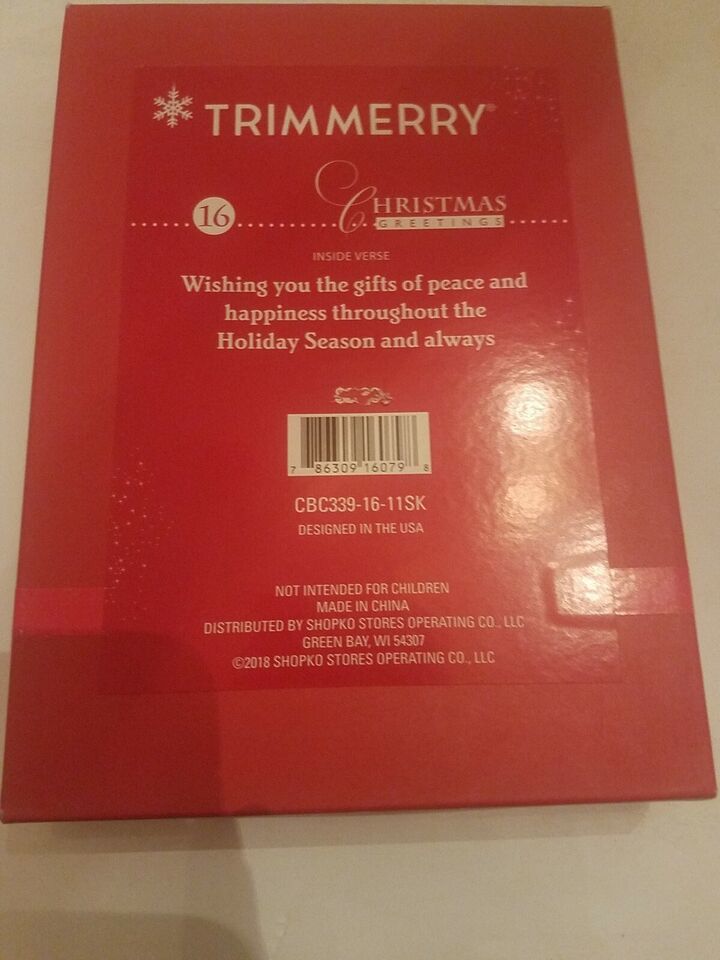 TRIMMERRY®
16
CHRISTMAS
GREETINGS
INSIDE VERSE
Wishing you the gifts of peace and
happiness throughout the
Holiday Season and always
7 86309 16079 8
CBC339-16-11SK
DESIGNED IN THE USA
NOT INTENDED FOR CHILDREN
MADE IN CHINA
DISTRIBUTED BY SHOPKO STORES OPERATING CO., LLC
GREEN BAY, WI 54307
©2018 SHOPKO STORES OPERATING CO., LLC